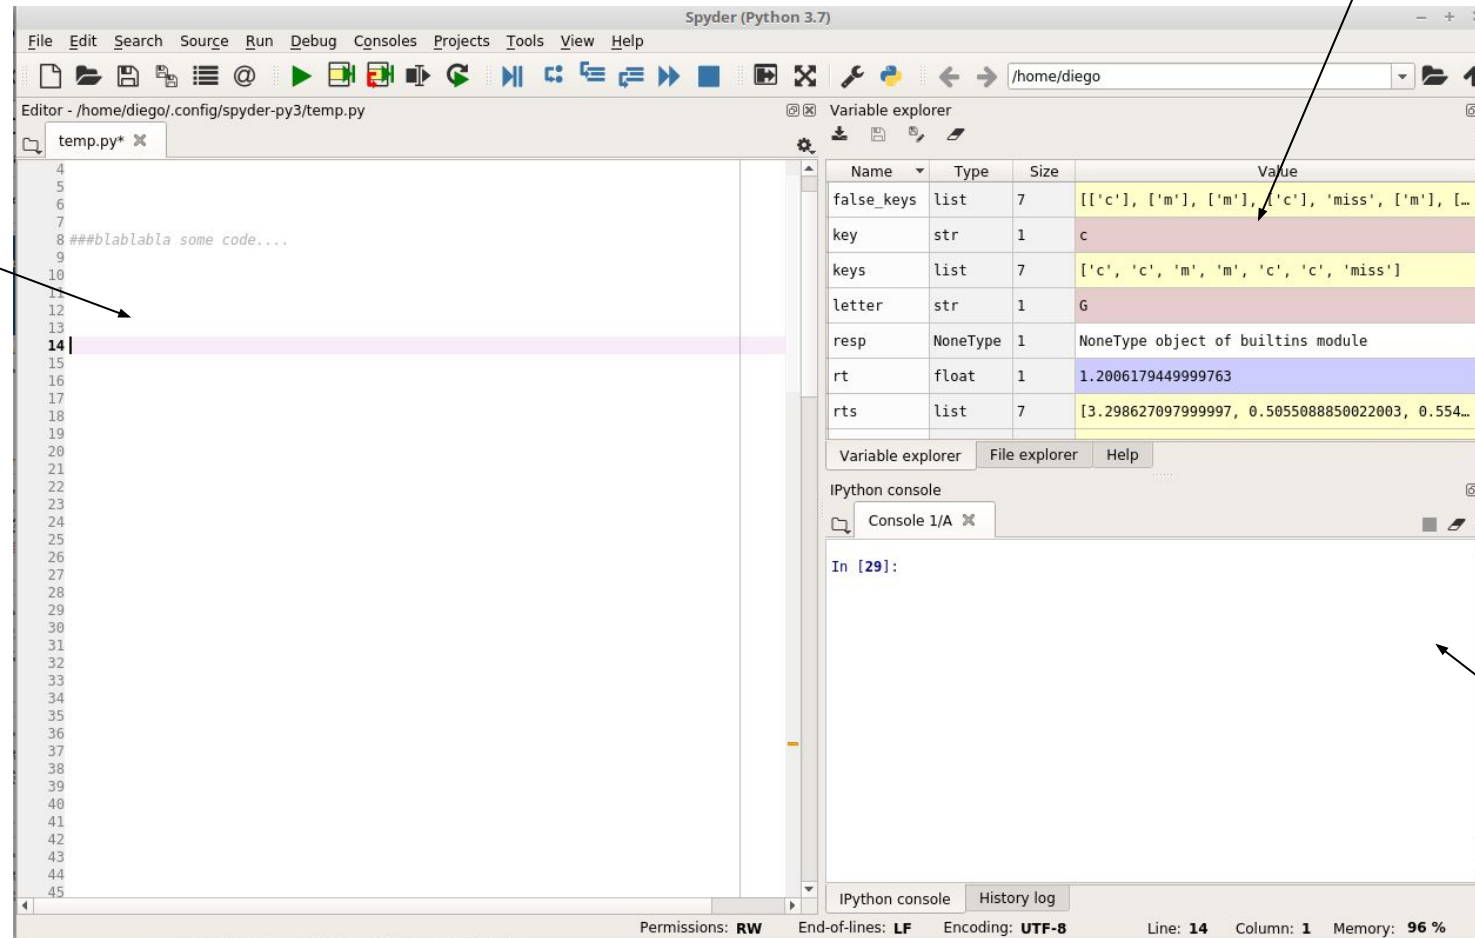 Spyder (Python 3.7)
File Edit Search Source Run Debug Consoles Projects Tools View Help
/home/diego
Editor - /home/diego/.config/spyder-py3/temp.py
temp.py*
4
5
6
7
8 ###blablabla some code....
9
10
11
12
13
14
15
16
17
18
19
20
21
22
23
24
25
26
27
28
29
30
31
32
33
34
35
36
37
38
39
40
41
42
43
44
45
Variable explorer
Name Type Size Value
false_keys list 7 [['c'], ['m'], ['m'], ['c'], 'miss', ['m'], […
key str 1 c
keys list 7 ['c', 'c', 'm', 'm', 'c', 'c', 'miss']
letter str 1 G
resp NoneType 1 NoneType object of builtins module
rt float 1 1.2006179449999763
rts list 7 [3.298627097999997, 0.5055088850022003, 0.554…
Variable explorer File explorer Help
IPython console
Console 1/A
In [29]:
IPython console History log
Permissions: RW End-of-lines: LF Encoding: UTF-8 Line: 14 Column: 1 Memory: 96 %